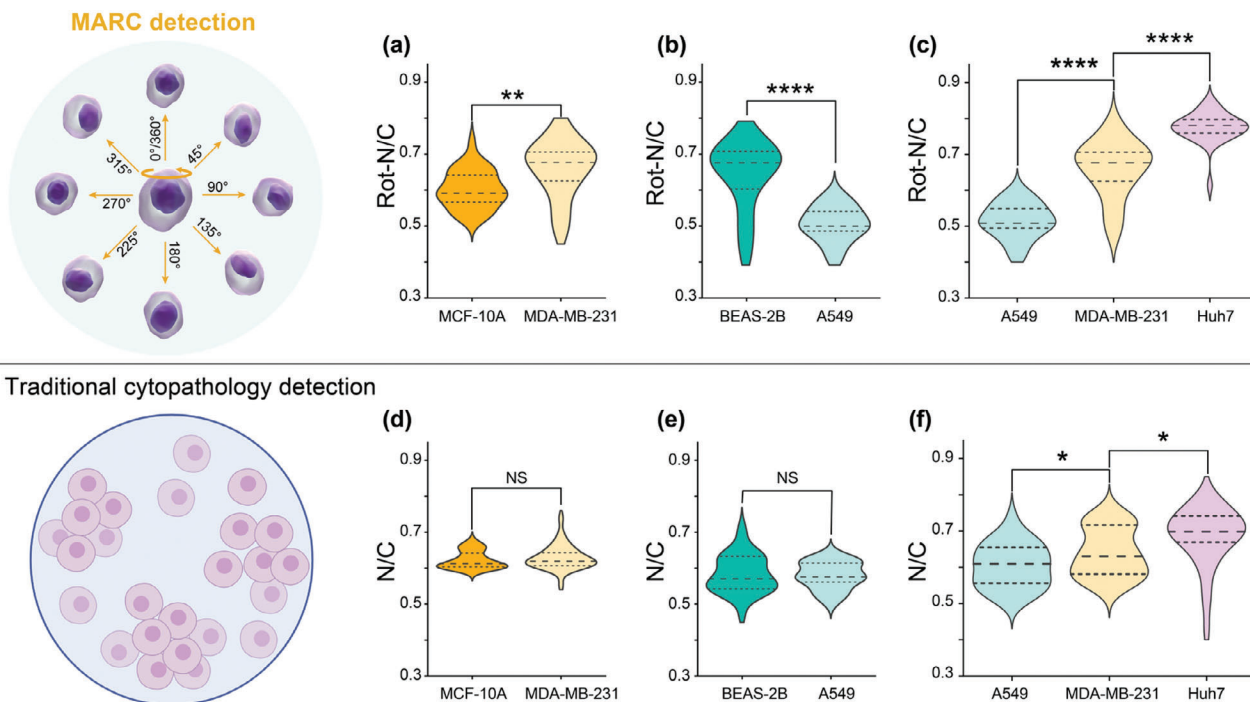 MARC detection
0°/360°
45°
90°
135°
180°
225°
270°
315°
(a)
**
Rot-N/C
0.9
0.7
0.5
0.3
MCF-10A MDA-MB-231
(b)
****
Rot-N/C
0.9
0.7
0.5
0.3
BEAS-2B A549
(c)
**** ****
Rot-N/C
0.9
0.7
0.5
0.3
A549 MDA-MB-231 Huh7
Traditional cytopathology detection
(d)
NS
N/C
0.9
0.7
0.5
0.3
MCF-10A MDA-MB-231
(e)
NS
N/C
0.9
0.7
0.5
0.3
BEAS-2B A549
(f)
* *
N/C
0.9
0.7
0.5
0.3
A549 MDA-MB-231 Huh7